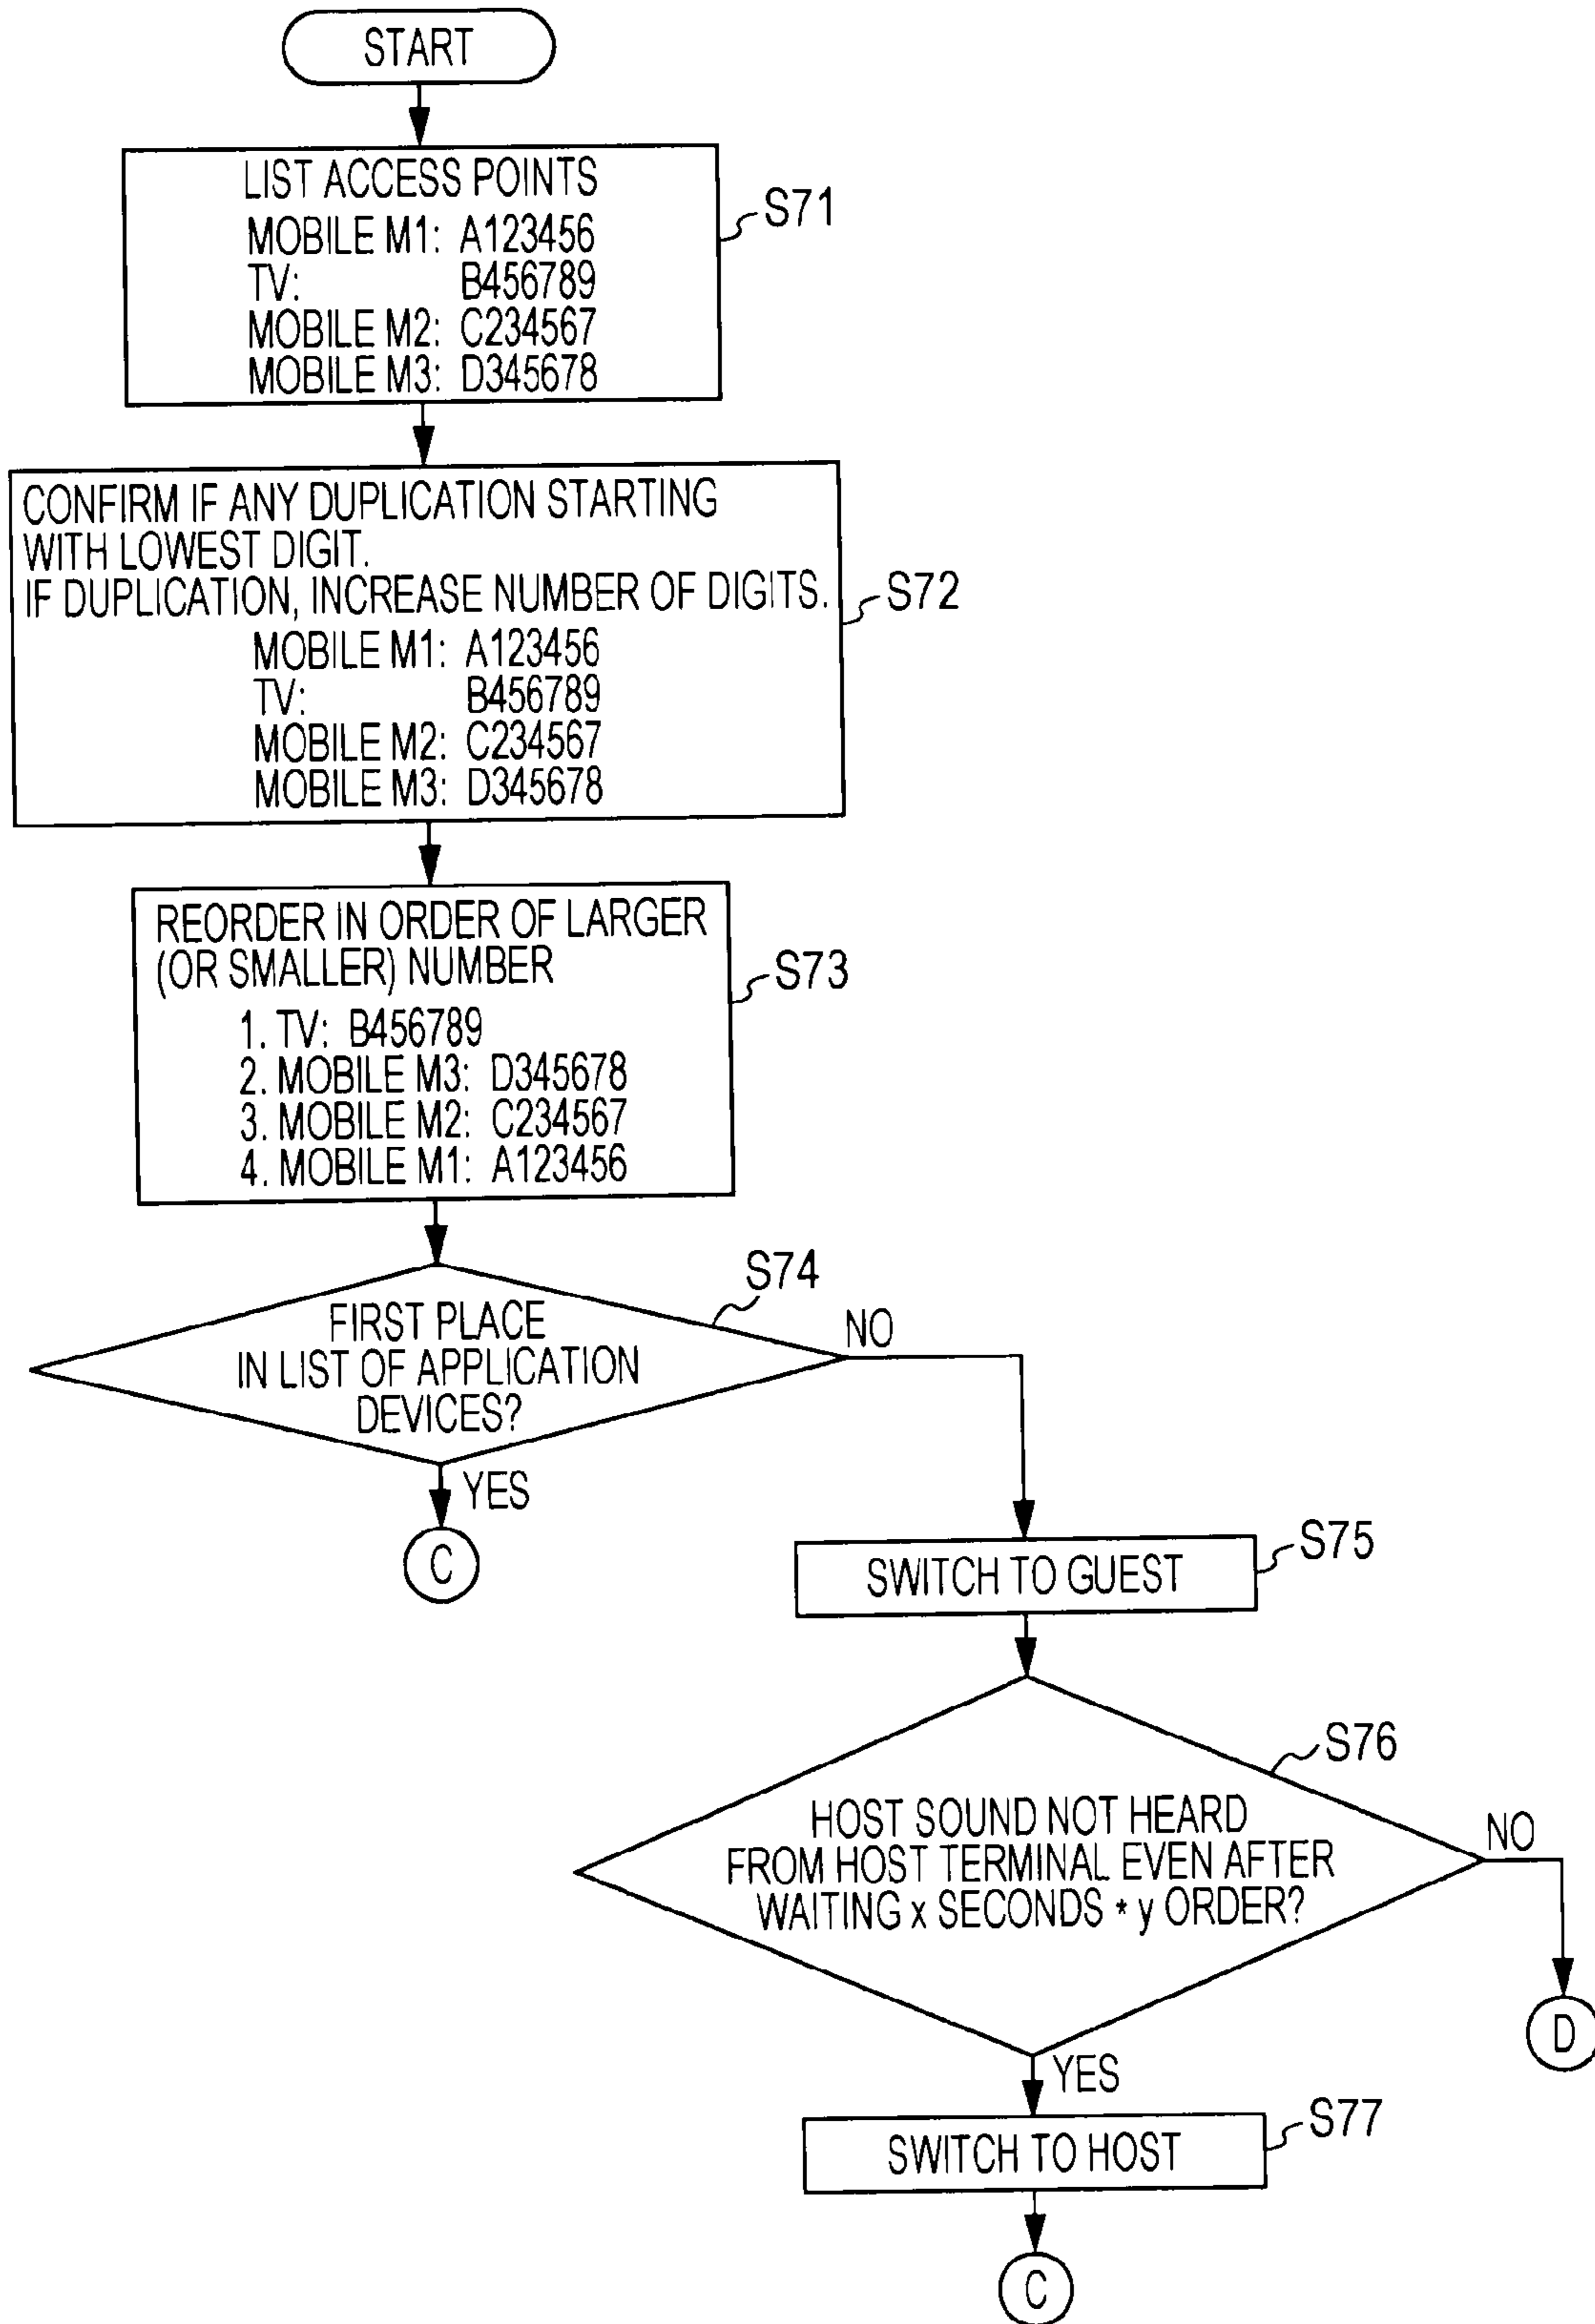 START
LIST ACCESS POINTS
MOBILE M1: A123456
TV: B456789
MOBILE M2: C234567
MOBILE M3: D345678
S71
CONFIRM IF ANY DUPLICATION STARTING
WITH LOWEST DIGIT.
IF DUPLICATION, INCREASE NUMBER OF DIGITS.
MOBILE M1: A123456
TV: B456789
MOBILE M2: C234567
MOBILE M3: D345678
S72
REORDER IN ORDER OF LARGER
(OR SMALLER) NUMBER
1. TV: B456789
2. MOBILE M3: D345678
3. MOBILE M2: C234567
4. MOBILE M1: A123456
S73
S74
FIRST PLACE
IN LIST OF APPLICATION
DEVICES?
NO
YES
C
SWITCH TO GUEST
S75
S76
HOST SOUND NOT HEARD
FROM HOST TERMINAL EVEN AFTER
WAITING x SECONDS * y ORDER?
NO
D
YES
SWITCH TO HOST
S77
C